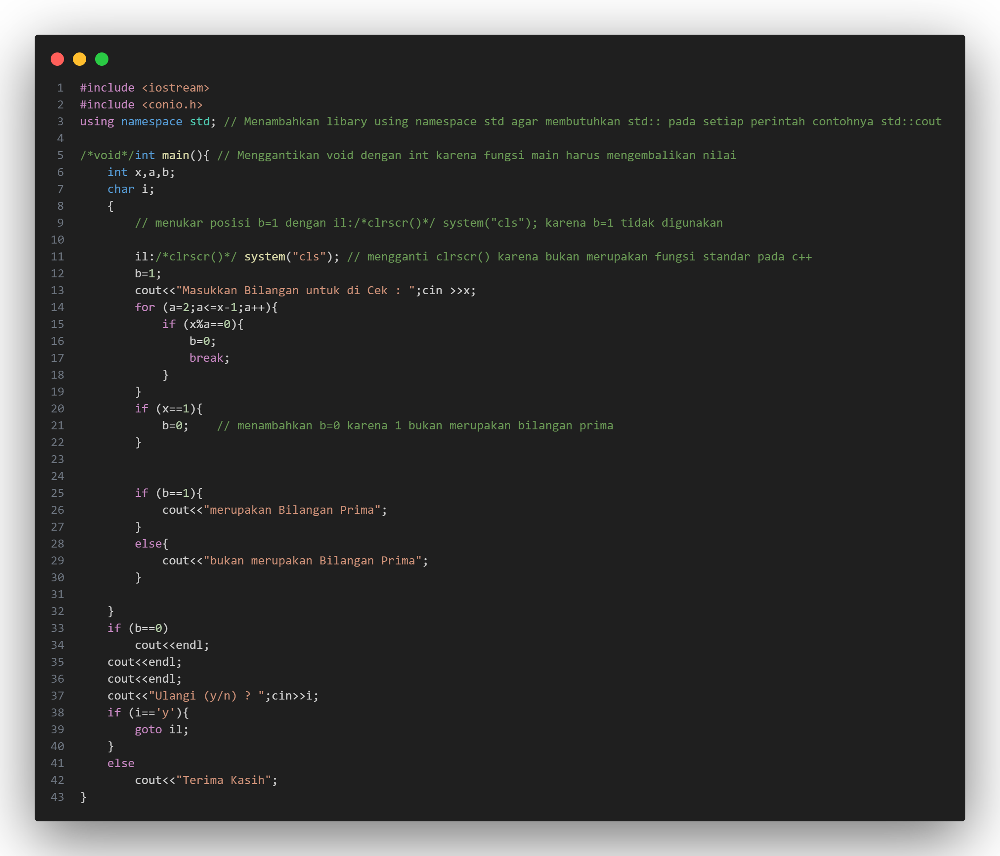 1 #include <iostream>
2 #include <conio.h>
3 using namespace std; // Menambahkan libary using namespace std agar membutuhkan std:: pada setiap perintah contohnya std::cout
4
5 /*void*/int main(){ // Menggantikan void dengan int karena fungsi main harus mengembalikan nilai
6     int x,a,b;
7     char i;
8     {
9         // menukar posisi b=1 dengan il:/*clrscr()*/ system("cls"); karena b=1 tidak digunakan
10
11         il:/*clrscr()*/ system("cls"); // mengganti clrscr() karena bukan merupakan fungsi standar pada c++
12         b=1;
13         cout<<"Masukkan Bilangan untuk di Cek : ";cin >>x;
14         for (a=2;a<=x-1;a++){
15             if (x%a==0){
16                 b=0;
17                 break;
18             }
19         }
20         if (x==1){
21             b=0;    // menambahkan b=0 karena 1 bukan merupakan bilangan prima
22         }
23
24
25         if (b==1){
26             cout<<"merupakan Bilangan Prima";
27         }
28         else{
29             cout<<"bukan merupakan Bilangan Prima";
30         }
31
32     }
33     if (b==0)
34         cout<<endl;
35     cout<<endl;
36     cout<<endl;
37     cout<<"Ulangi (y/n) ? ";cin>>i;
38     if (i=='y'){
39         goto il;
40     }
41     else
42         cout<<"Terima Kasih";
43 }